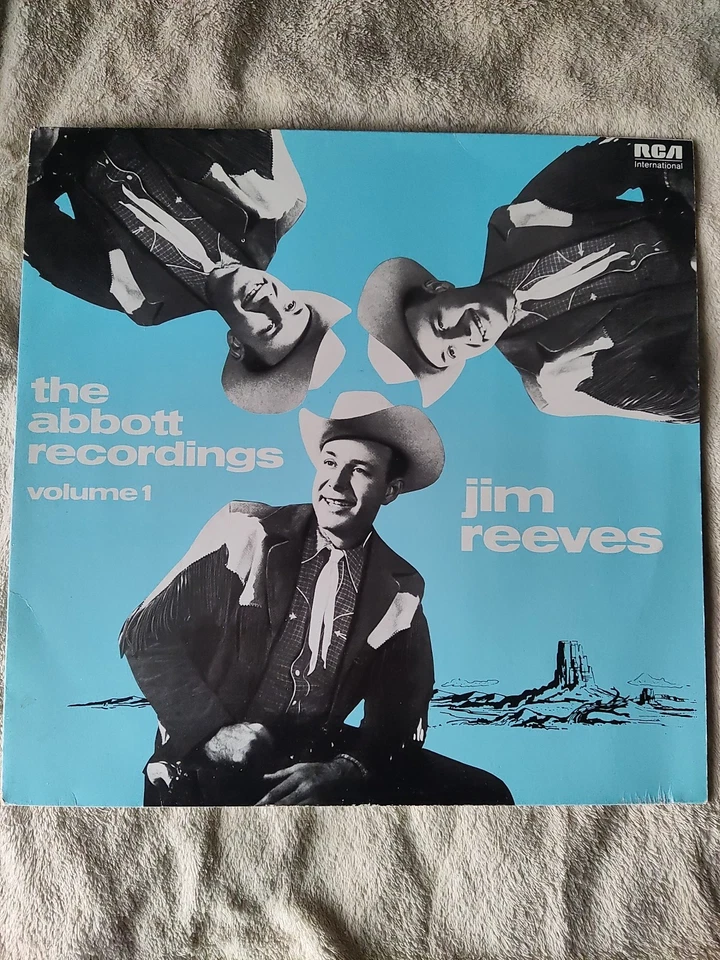 RCA
International
the
abbott
recordings
volume 1
jim
reeves